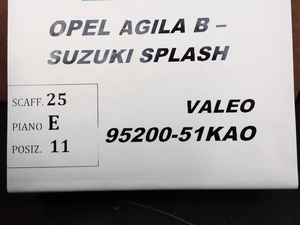 OPEL AGILA B –
SUZUKI SPLASH
SCAFF. 25
PIANO E
POSIZ. 11
VALEO
95200-51KAO